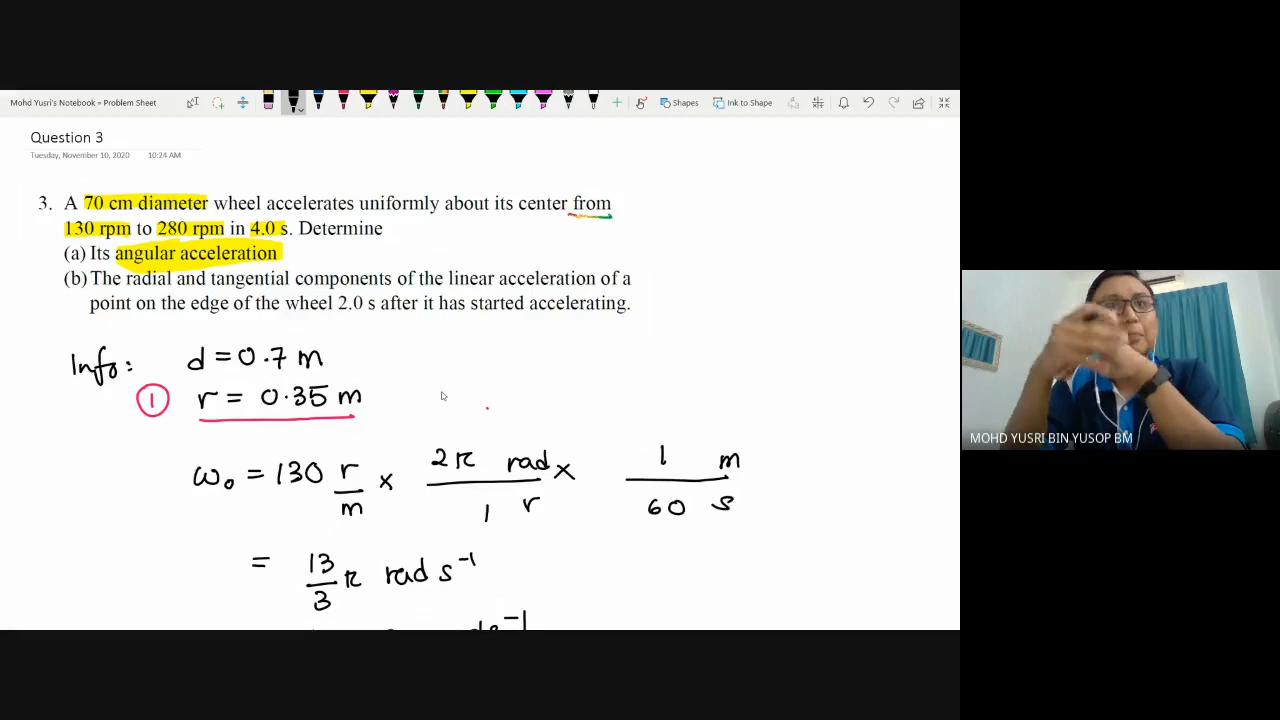 Mohd Yusri's Notebook = Problem Sheet
Shapes
Ink to Shape
Question 3
Tuesday, November 10, 2020 10:24 AM
3. A 70 cm diameter wheel accelerates uniformly about its center from
130 rpm to 280 rpm in 4.0 s. Determine
(a) Its angular acceleration
(b) The radial and tangential components of the linear acceleration of a
point on the edge of the wheel 2.0 s after it has started accelerating.
Info: d = 0.7 m
① r = 0.35 m
ω₀ = 130 r/m × 2π rad/1 r × 1 m/60 s
= 13/3 π rad s⁻¹
MOHD YUSRI BIN YUSOP BM